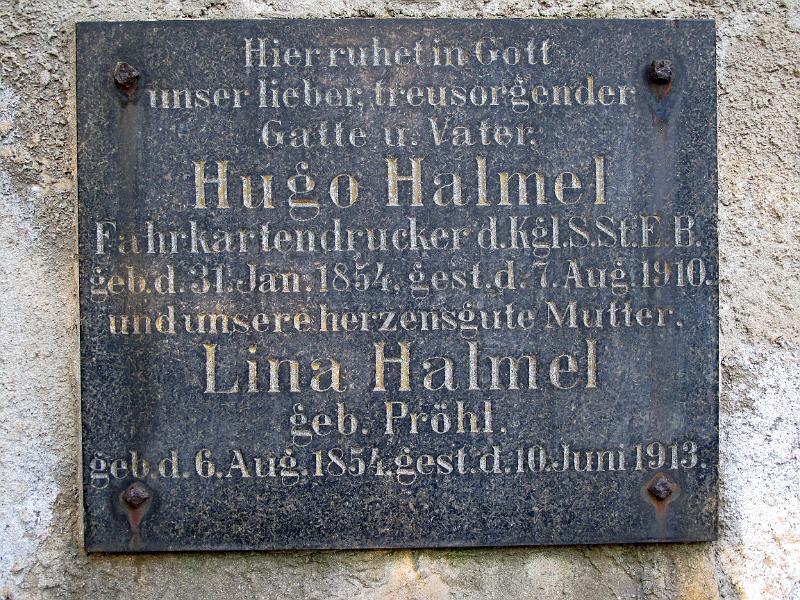 Hier ruhet in Gott
unser lieber, treusorgender
Gatte u. Vater,
Hugo Halmel
Fahrkartendrucker d. Kgl. S. St. E. B.
geb. d. 31. Jan. 1854, gest. d. 7. Aug. 1910.
und unsere herzensgute Mutter.
Lina Halmel
geb. Pröhl.
geb. d. 6. Aug. 1854. gest. d. 10. Juni 1913.